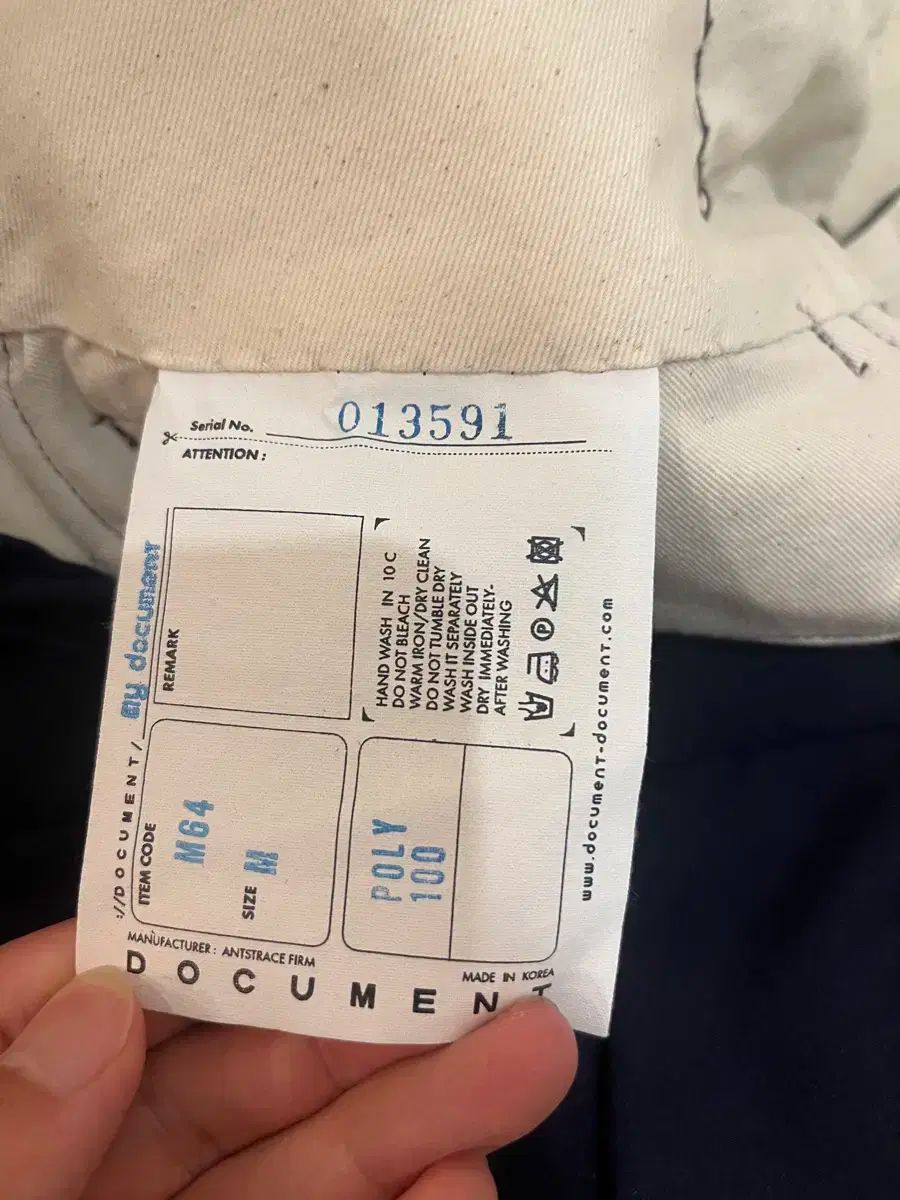 Serial No. 013591
ATTENTION :
://DOCUMENT/ my document
REMARK
HAND WASH IN 10 C
DO NOT BLEACH
WARM IRON/DRY CLEAN
DO NOT TUMBLE DRY
WASH IT SEPARATELY
WASH INSIDE OUT
DRY IMMEDIATELY-
AFTER WASHING
P
www.document-document.com
ITEM CODE
M64
SIZE M
POLY
100
MANUFACTURER : ANTSTRACE FIRM
MADE IN KOREA
DOCUMENT